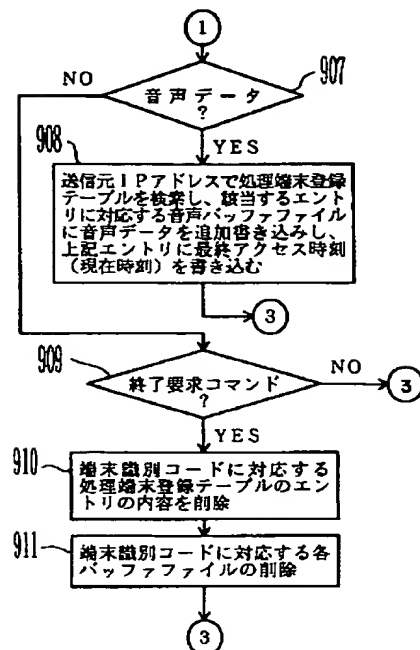 1
907
音声データ
?
NO
YES
908
送信元IPアドレスで処理端末登録
テーブルを検索し、該当するエント
リに対応する音声バッファファイル
に音声データを追加書き込みし、
上記エントリに最終アクセス時刻
(現在時刻)を書き込む
3
909
終了要求コマンド
?
NO
3
YES
910
端末識別コードに対応する
処理端末登録テーブルのエン
トリの内容を削除
911
端末識別コードに対応する各
バッファファイルの削除
3